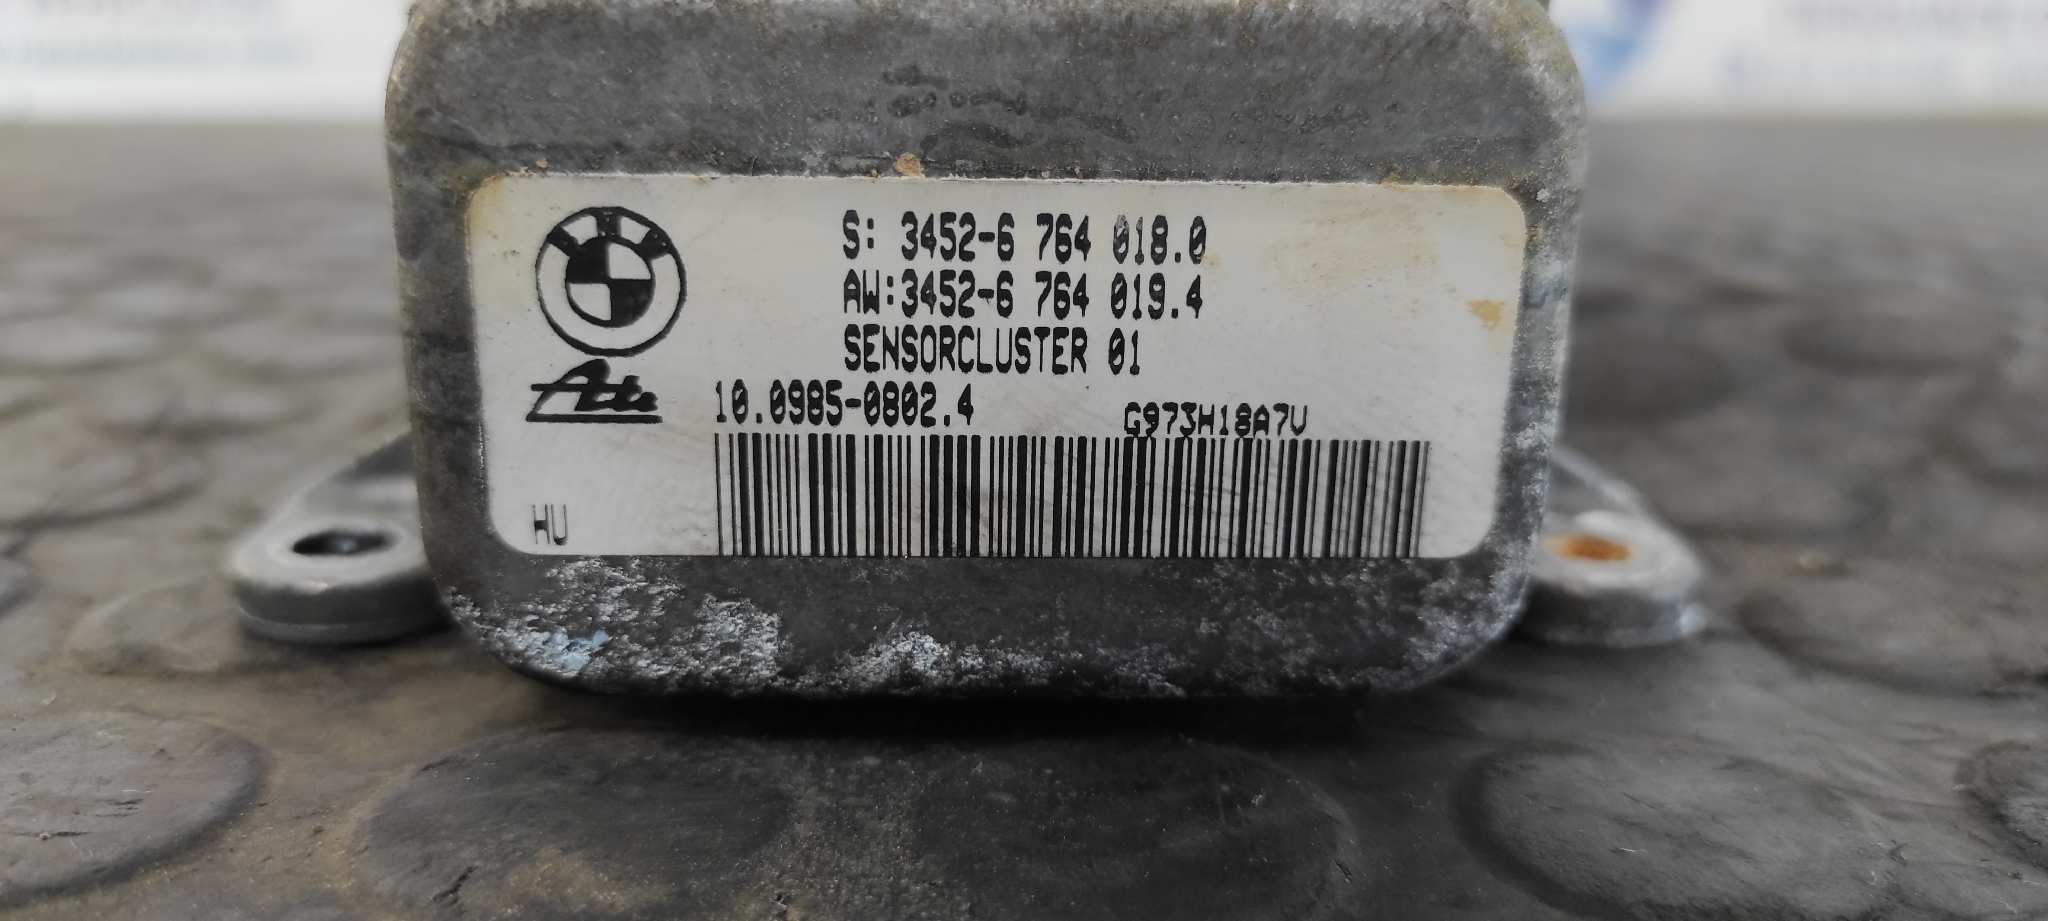 S: 3452-6 764 018.0
AW:3452-6 764 019.4
SENSORCLUSTER 01
Ate
10.0985-0802.4
G973H18A7V
HU